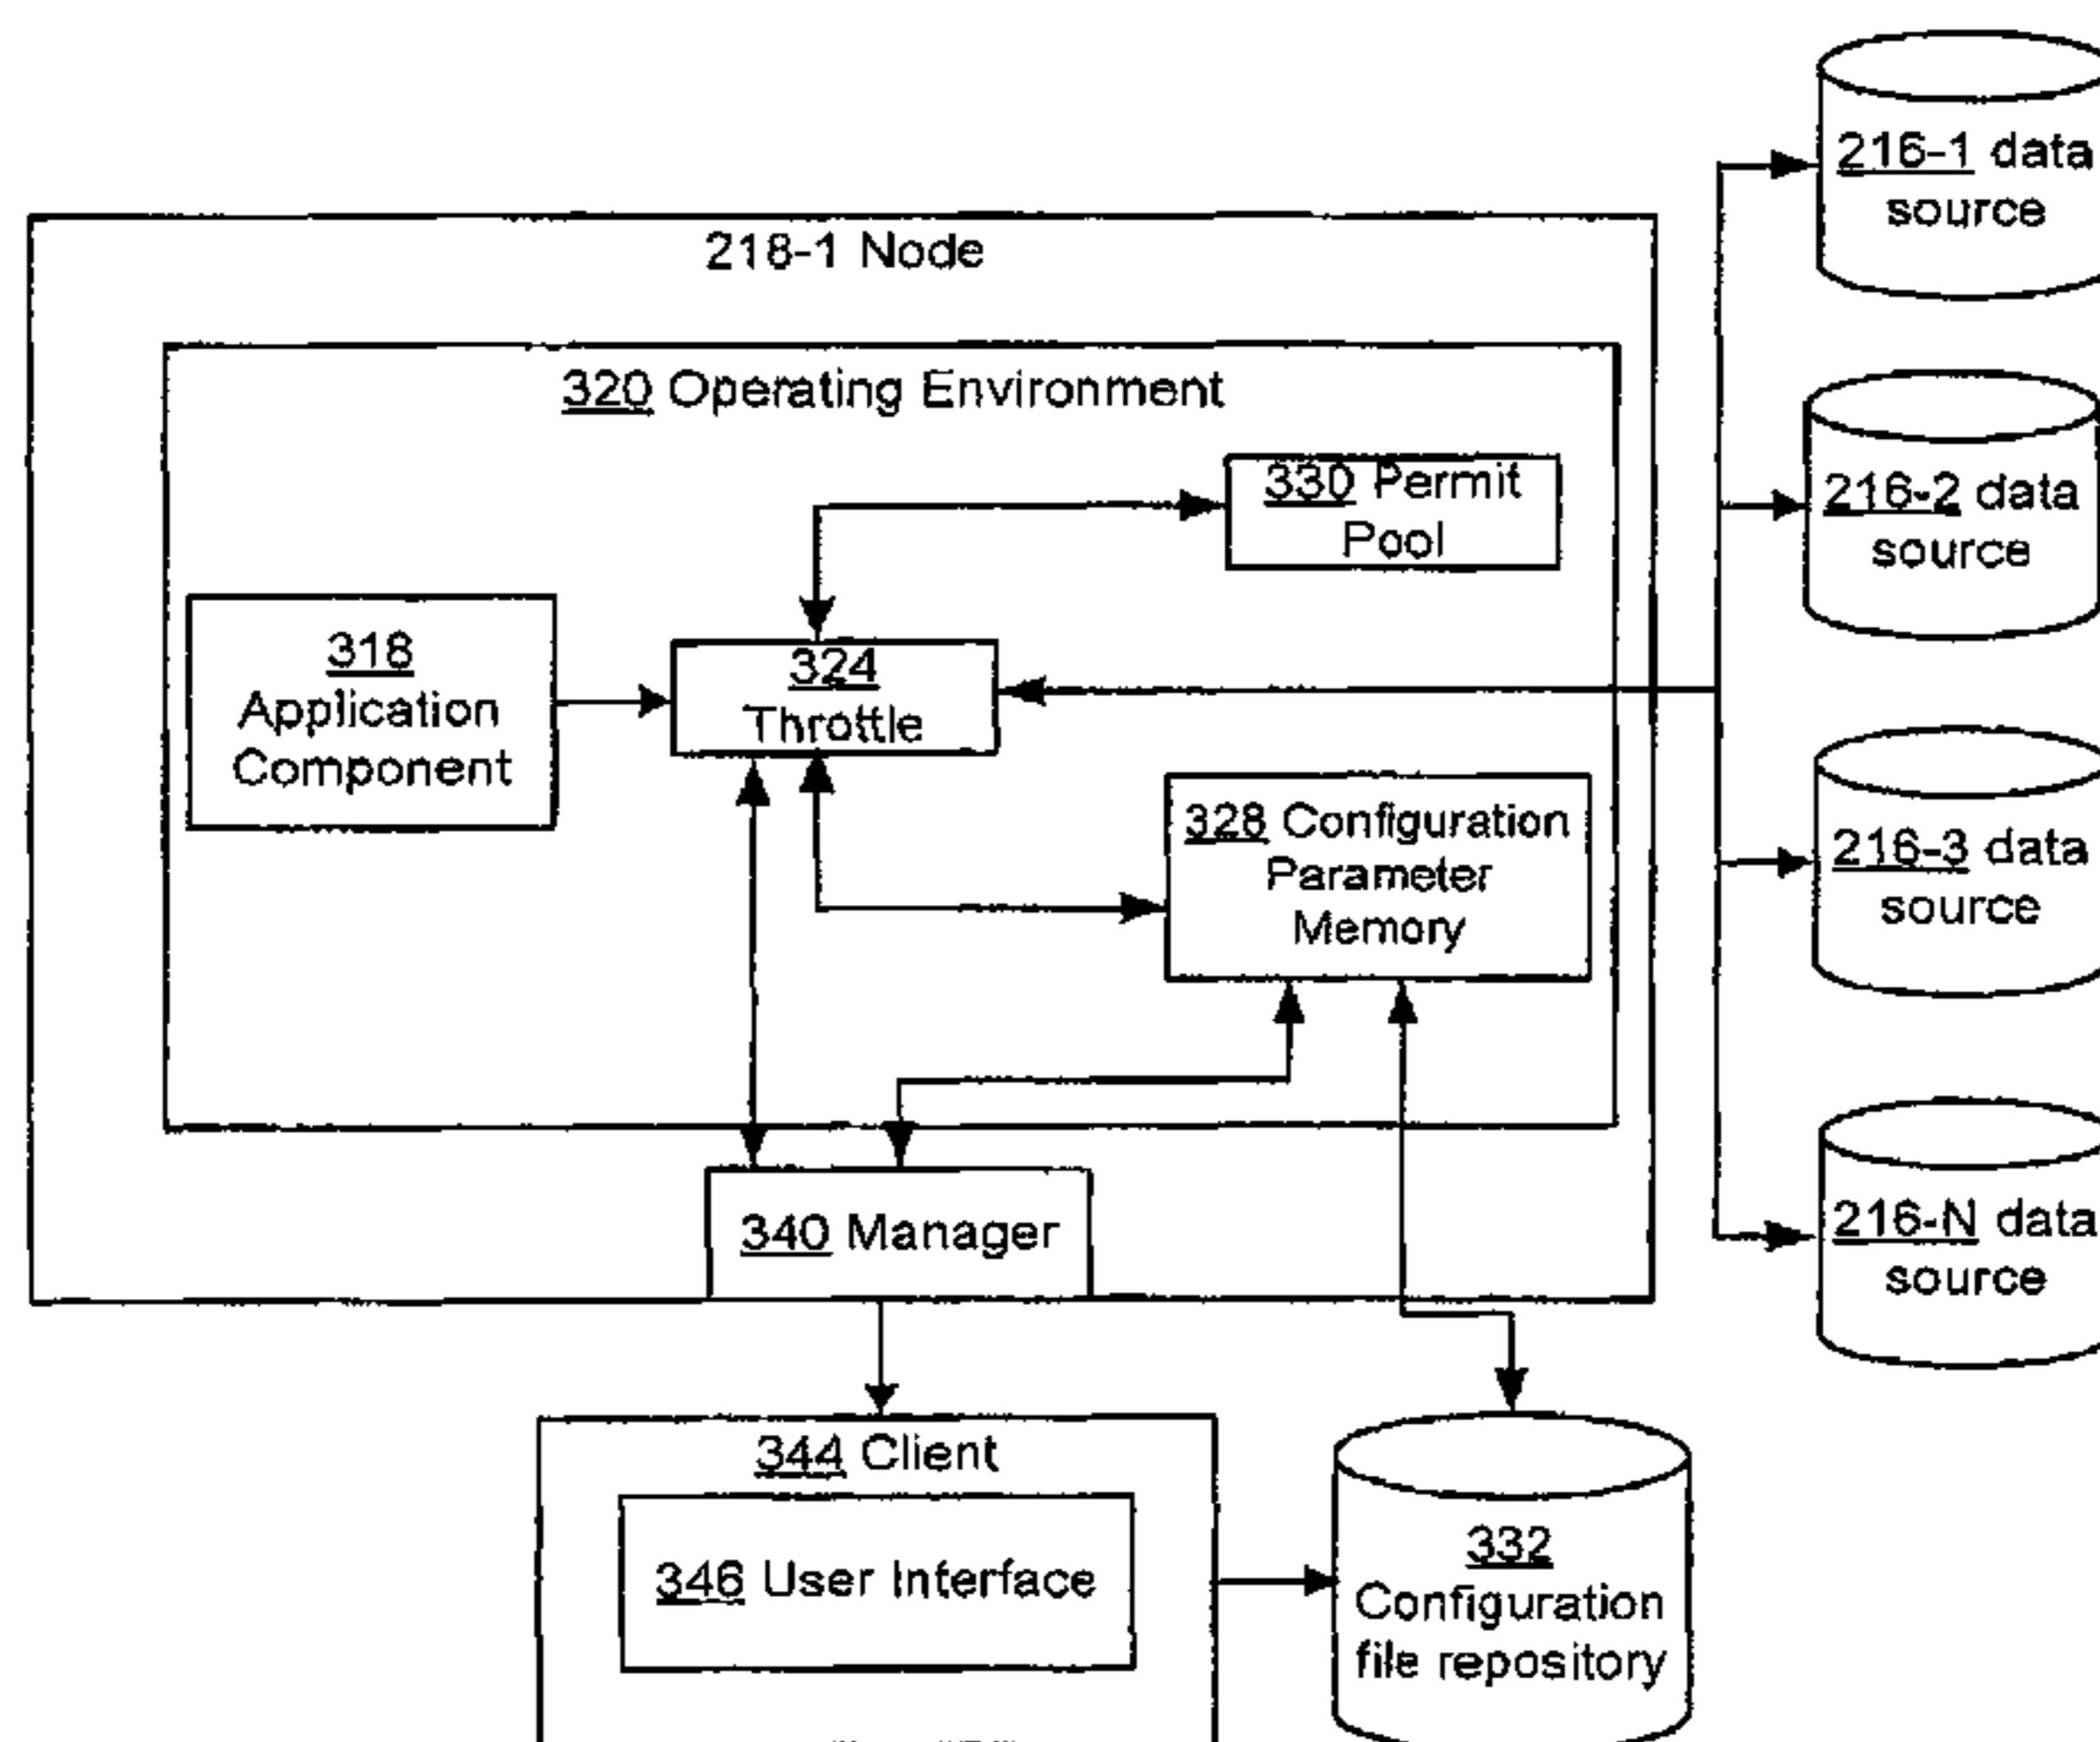 216-1 data
source
218-1 Node
320 Operating Environment
330 Permit
Pool
216-2 data
source
318
Application
Component
324
Throttle
328 Configuration
Parameter
Memory
216-3 data
source
340 Manager
216-N data
source
344 Client
346 User Interface
332
Configuration
file repository